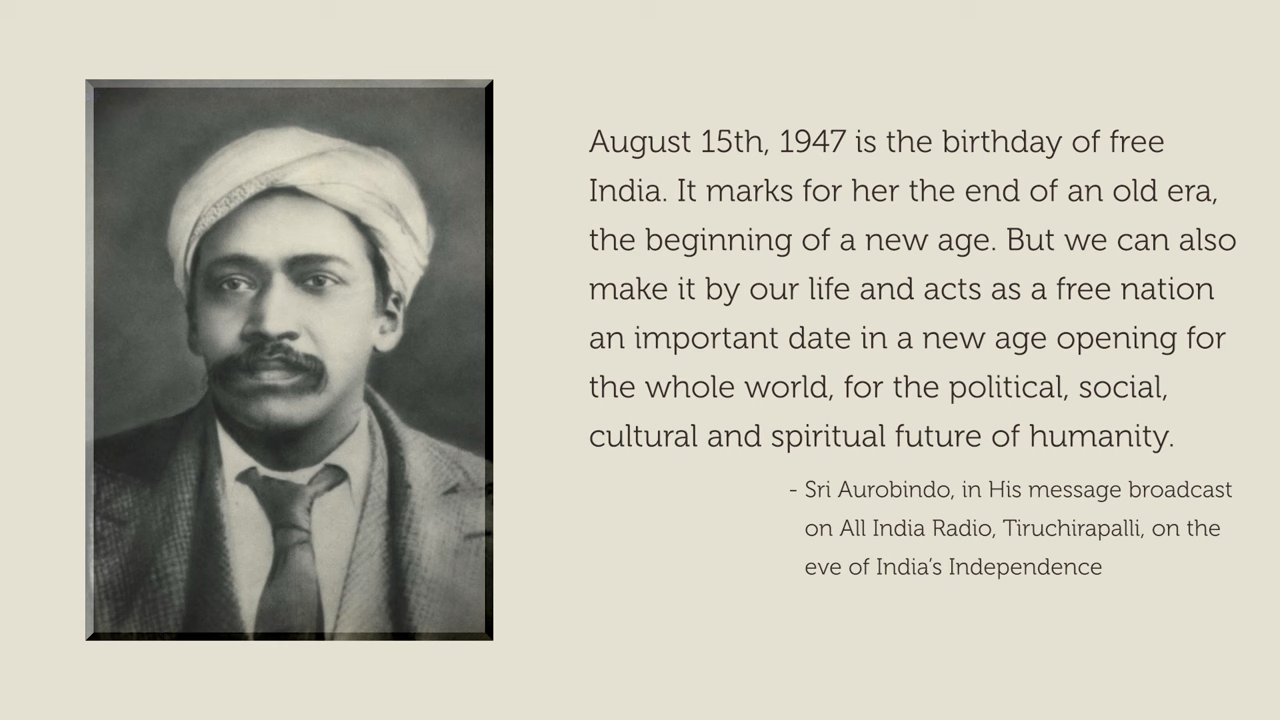 August 15th, 1947 is the birthday of free
India. It marks for her the end of an old era,
the beginning of a new age. But we can also
make it by our life and acts as a free nation
an important date in a new age opening for
the whole world, for the political, social,
cultural and spiritual future of humanity.
- Sri Aurobindo, in His message broadcast
on All India Radio, Tiruchirapalli, on the
eve of India’s Independence